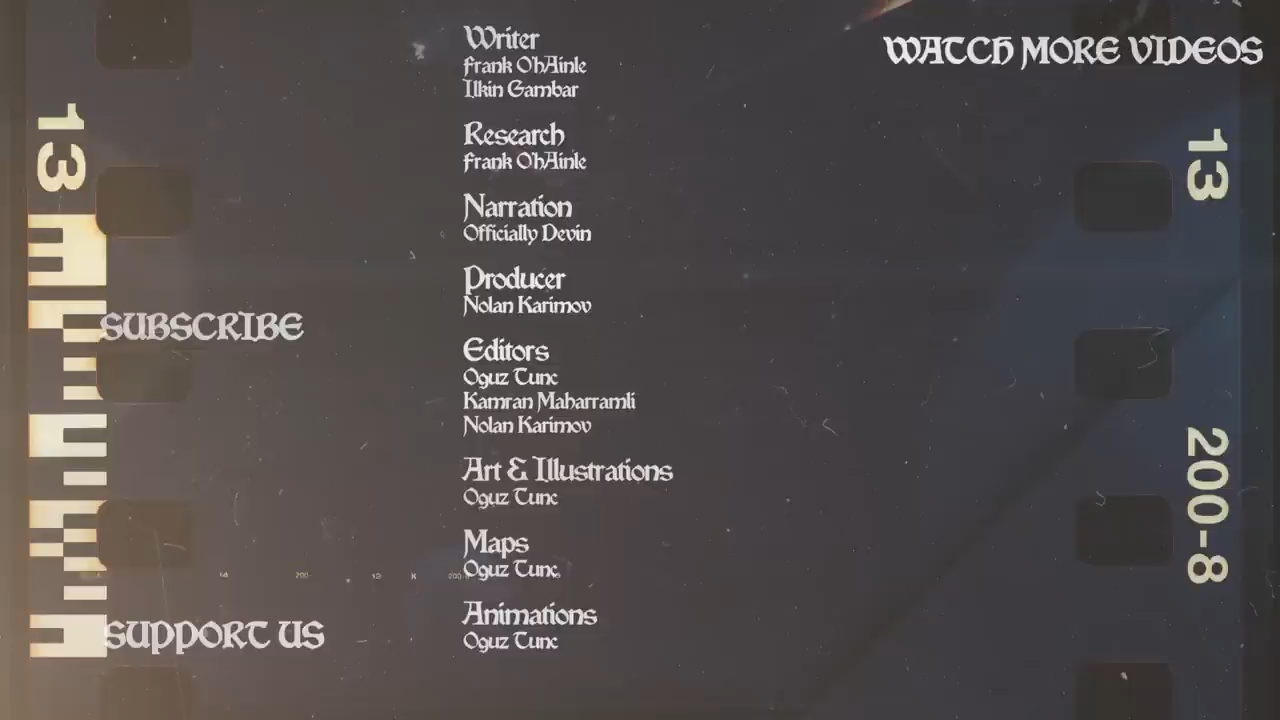 Writer
Frank OhAinle
Ilkin Gambar
Research
Frank OhAinle
Narration
Officially Devin
Producer
Nolan Karimov
Editors
Oguz Tunc
Kamran Maharramli
Nolan Karimov
Art & Illustrations
Oguz Tunc
Maps
Oguz Tunc
Animations
Oguz Tunc
WATCH MORE VIDEOS
SUBSCRIBE
SUPPORT US
13
13
200-8